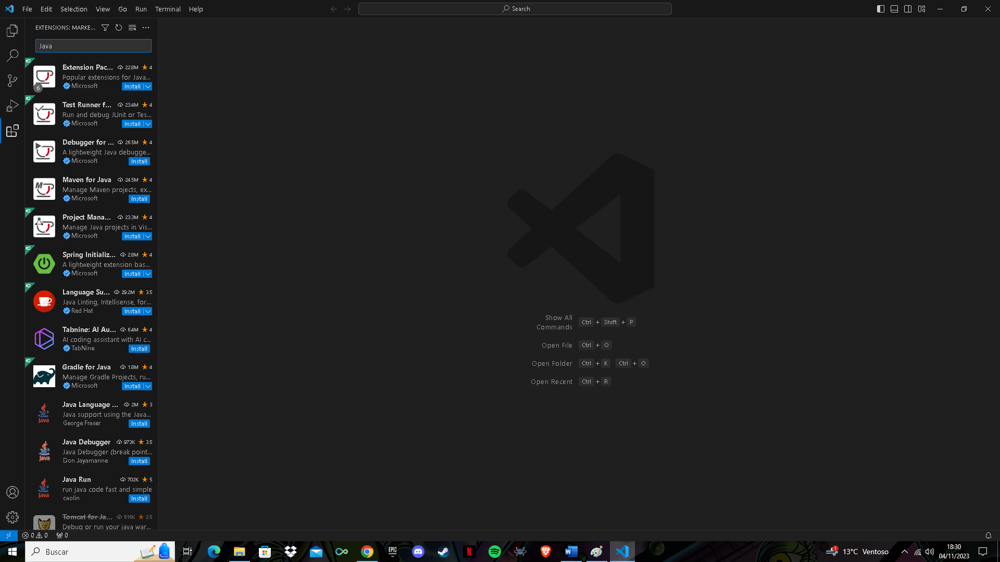 File Edit Selection View Go Run Terminal Help
Search
EXTENSIONS: MARKE...
Java
Extension Pac... 22.8M 4
Popular extensions for Java...
Microsoft Install
6
Test Runner f... 23.4M 4
Run and debug JUnit or Tes...
Microsoft Install
Debugger for ... 26.5M 4
A lightweight Java debugge...
Microsoft Install
Maven for Java 24.5M 4
Manage Maven projects, ex...
Microsoft Install
Project Mana... 23.3M 4
Manage Java projects in Vis...
Microsoft Install
Spring Initializ... 2.8M 4
A lightweight extension bas...
Microsoft Install
Language Su... 29.2M 3.5
Java Linting, Intellisense, for...
Red Hat Install
Tabnine: AI Au... 6.4M 4
AI coding assistant with AI c...
TabNine Install
Gradle for Java 1.8M 4
Manage Gradle Projects, ru...
Microsoft Install
Java Language ... 2M 3
Java support using the Java...
George Fraser Install
Java
Java Debugger 973K 3.5
Java Debugger (break point...
Don Jayamanne Install
Java
Java Run 702K 5
run java code fast and simple
caolin Install
Java
Tomcat for Ja... 616K 2.5
Debug or run your java war...
Show All
Commands Ctrl + Shift + P
Open File Ctrl + O
Open Folder Ctrl + K Ctrl + O
Open Recent Ctrl + R
0 0 0
Buscar
EPIC
GAMES
N
W
1
13°C Ventoso
18:30
04/11/2023